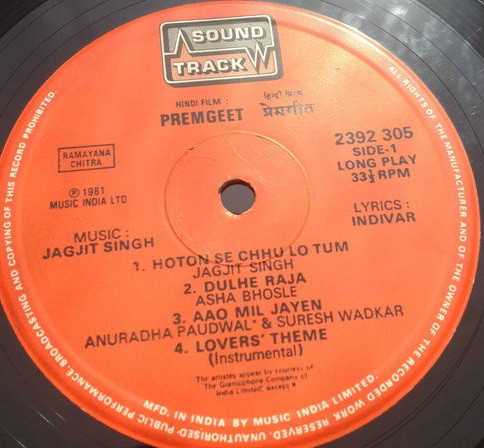 SOUND
TRACK
HINDI FILM : हिन्दी फिल्म
PREMGEET प्रेमगीत
2392 305
SIDE-1
LONG PLAY
33⅓ RPM
RAMAYANA
CHITRA
℗ 1981
MUSIC INDIA LTD
MUSIC :
JAGJIT SINGH
LYRICS :
INDIVAR
1. HOTON SE CHHU LO TUM
JAGJIT SINGH
2. DULHE RAJA
ASHA BHOSLE
3. AAO MIL JAYEN
ANURADHA PAUDWAL* & SURESH WADKAR
4. LOVERS' THEME
(Instrumental)
The artistes appear by courtesy of
The Gramophone Company of
India Limited, except *
MFD. IN INDIA BY MUSIC INDIA LIMITED.
ALL RIGHTS OF THE MANUFACTURER AND OF THE OWNER OF THE RECORDED WORK RESERVED. UNAUTHORISED PUBLIC PERFORMANCE BROADCASTING AND COPYING OF THIS RECORD PROHIBITED.